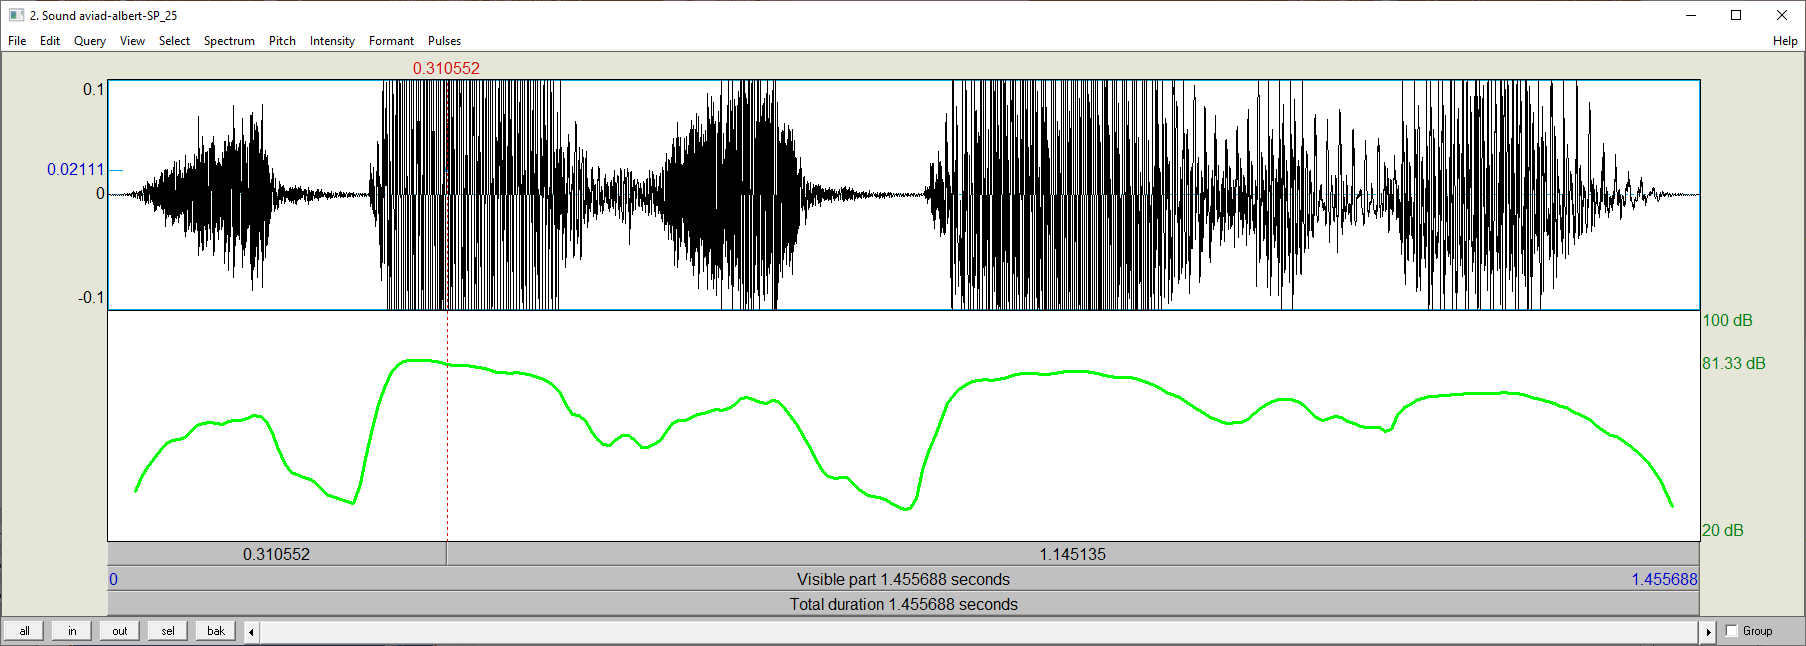 2. Sound aviad-albert-SP_25
File Edit Query View Select Spectrum Pitch Intensity Formant Pulses Help
0.310552
0.1
0.02111
0
-0.1
100 dB
81.33 dB
20 dB
0.310552 1.145135
0 Visible part 1.455688 seconds 1.455688
Total duration 1.455688 seconds
all in out sel bak Group